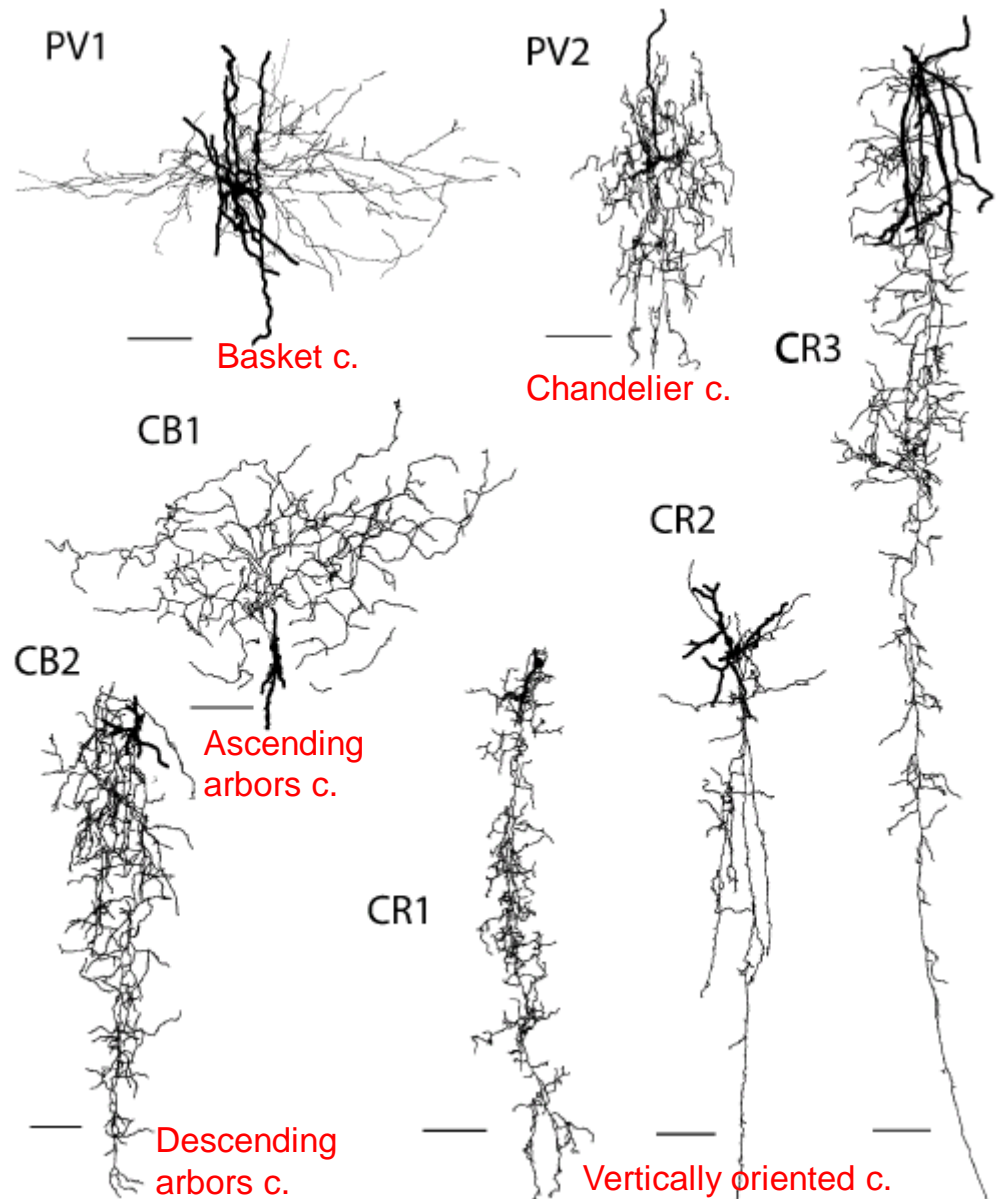 PV1
PV2
Basket c.
Chandelier c.
CR3
CB1
CR2
CB2
Ascending
arbors c.
CR1
Descending
arbors c.
Vertically oriented c.